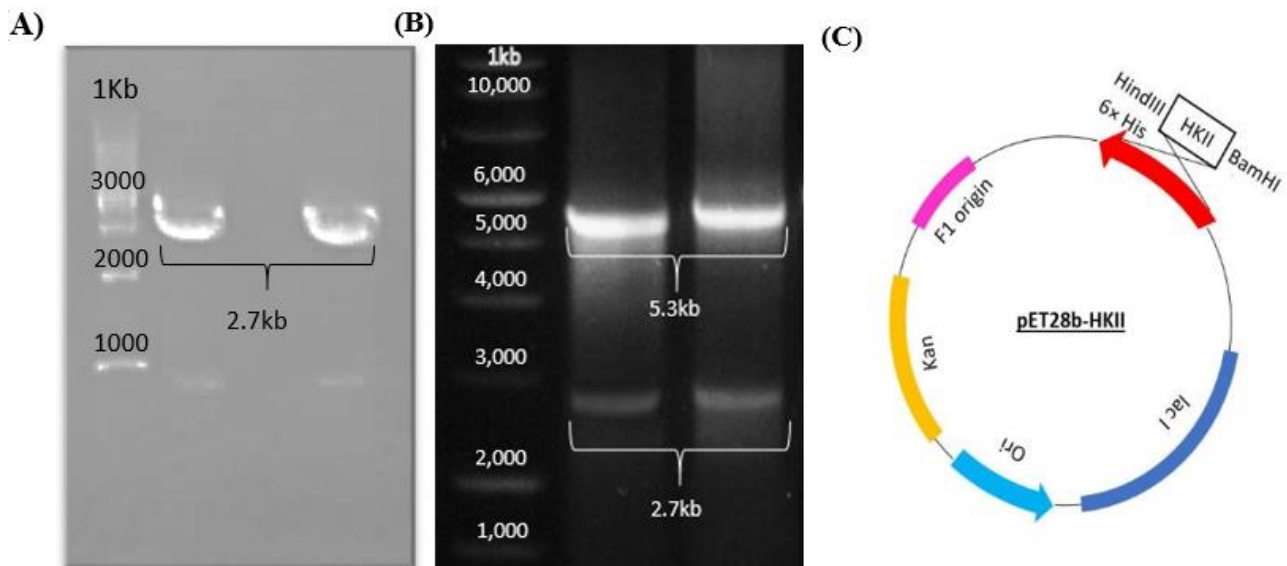 A)
1Kb
3000
2000
1000
2.7kb
(B)
1kb
10,000
6,000
5,000
4,000
3,000
2,000
1,000
5.3kb
2.7kb
(C)
HindIII
6× His
HKII
BamHI
F1 origin
Kan
Ori
lac I
pET28b-HKII